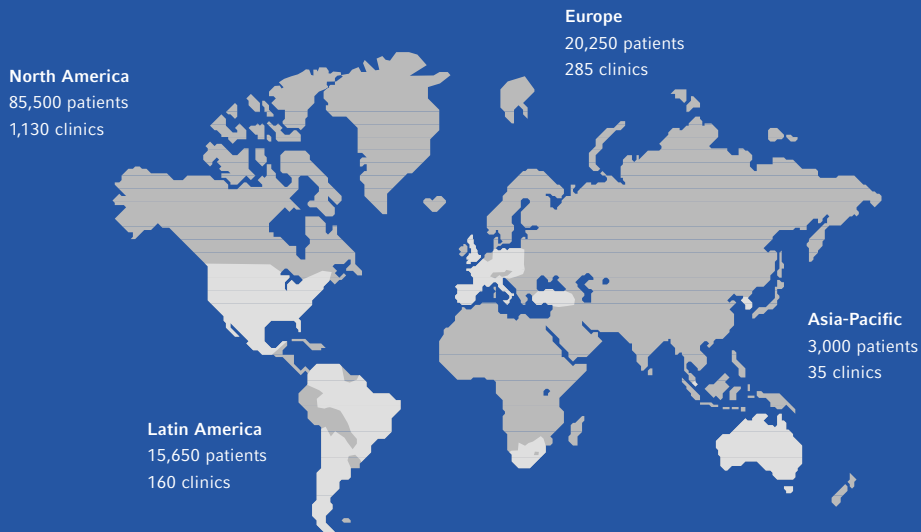 Europe
20,250 patients
285 clinics
North America
85,500 patients
1,130 clinics
Asia-Pacific
3,000 patients
35 clinics
Latin America
15,650 patients
160 clinics